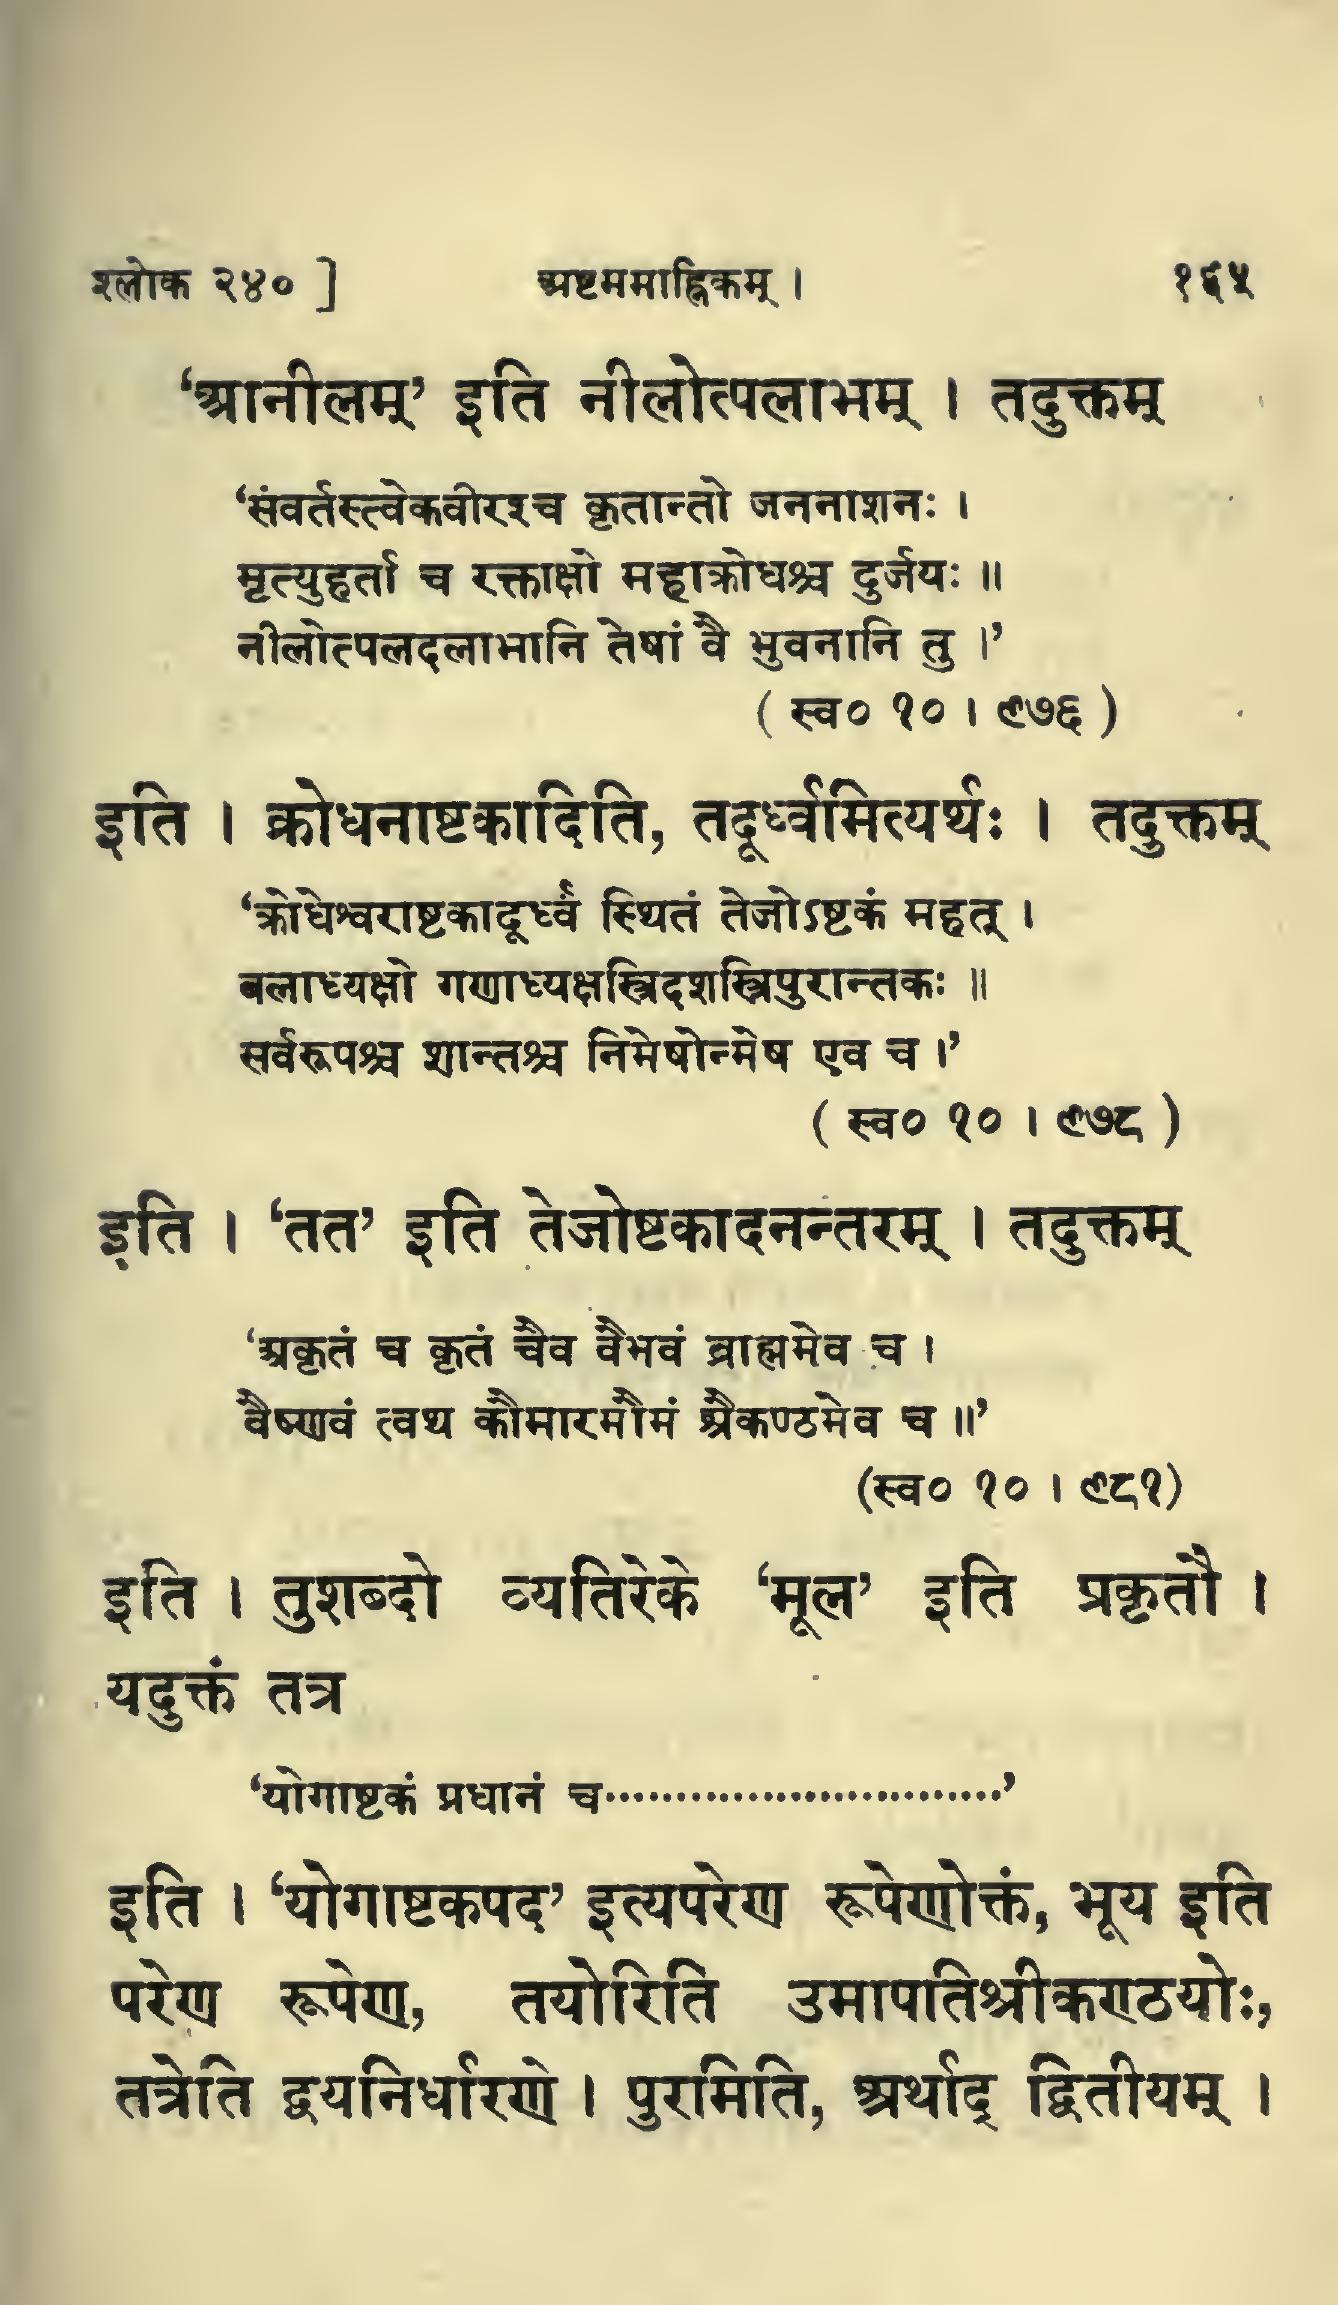 श्लोक २४० ]
अष्टममाह्निकम् ।
१६५
‘आनीलम्’ इति नीलोत्पलाभम् । तदुक्तम्
‘संवर्तस्त्वेकवीरश्च कृतान्तो जननाशनः ।
मृत्युहर्ता च रक्ताक्षो महाक्रोधश्च दुर्जयः ॥
नीलोत्पलदलाभानि तेषां वै भुवनानि तु ।’
( स्व० १० । ९७६ )
इति । क्रोधनाष्टकादिति, तदूर्ध्वमित्यर्थः । तदुक्तम्
‘क्रोधेश्वराष्टकादूर्ध्वं स्थितं तेजोऽष्टकं महत् ।
बलाध्यक्षो गणाध्यक्षस्त्रिदशस्त्रिपुरान्तकः ॥
सर्वरूपश्च शान्तश्च निमेषोन्मेष एव च ।’
( स्व० १० । ९७८ )
इति । ‘तत’ इति तेजोष्टकादनन्तरम् । तदुक्तम्
‘अकृतं च कृतं चैव वैभवं ब्राह्ममेव च ।
वैष्णवं त्वथ कौमारमौमं श्रैकण्ठमेव च ॥’
(स्व० १० । ९८१)
इति । तुशब्दो व्यतिरेके ‘मूल’ इति प्रकृतौ ।
यदुक्तं तत्र
‘योगाष्टकं प्रधानं च............................’
इति । ‘योगाष्टकपद’ इत्यपरेण रूपेणोक्तं, भूय इति
परेण रूपेण, तयोरिति उमापतिश्रीकण्ठयोः,
तत्रेति द्वयनिर्धारणे । पुरमिति, अर्थाद् द्वितीयम् ।